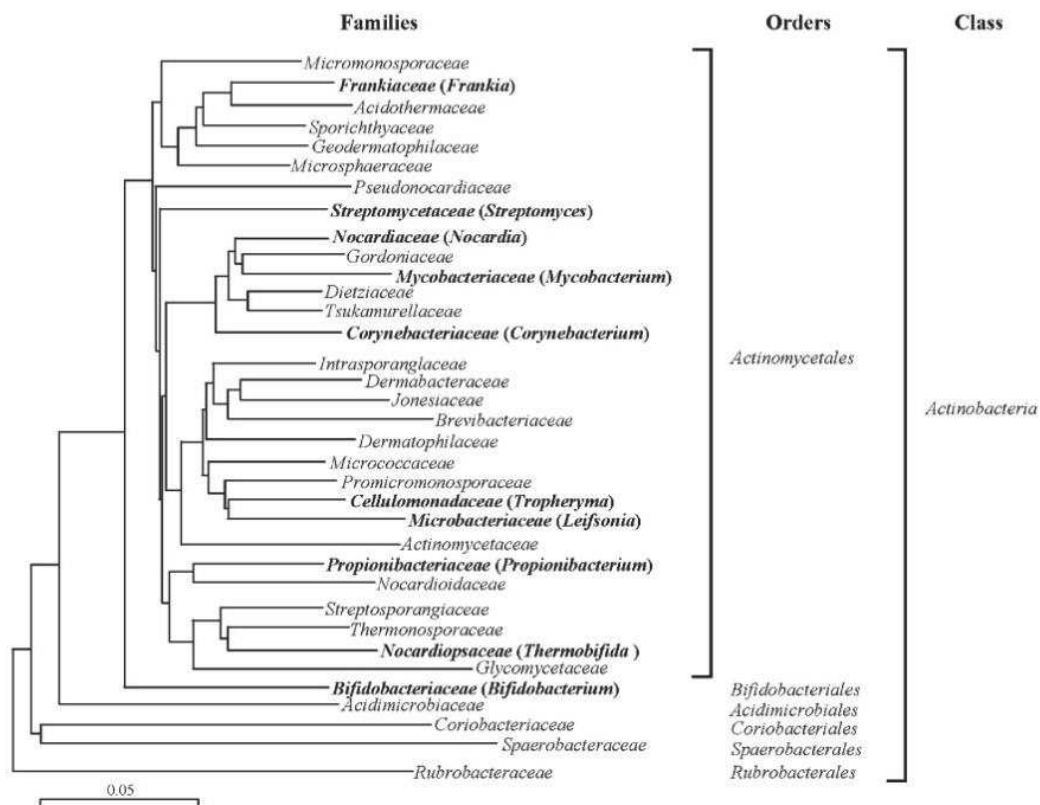 Families Orders Class
Micromonosporaceae
Frankiaceae (Frankia)
Acidothermaceae
Sporichthyaceae
Geodermatophilaceae
Microsphaeraceae
Pseudonocardiaceae
Streptomycetaceae (Streptomyces)
Nocardiaceae (Nocardia)
Gordoniaceae
Mycobacteriaceae (Mycobacterium)
Dietziaceae
Tsukamurellaceae
Corynebacteriaceae (Corynebacterium)
Actinomycetales
Intrasporanglaceae
Dermabacteraceae
Jonesiaceae
Actinobacteria
Brevibacteriaceae
Dermatophilaceae
Micrococcaceae
Promicromonosporaceae
Cellulomonadaceae (Tropheryma)
Microbacteriaceae (Leifsonia)
Actinomycetaceae
Propionibacteriaceae (Propionibacterium)
Nocardioidaceae
Streptosporangiaceae
Thermonosporaceae
Nocardiopsaceae (Thermobifida )
Glycomycetaceae
Bifidobacteriaceae (Bifidobacterium) Bifidobacteriales
Acidimicrobiaceae Acidimicrobiales
Coriobacteriaceae Coriobacteriales
Spaerobacteraceae Spaerobacterales
Rubrobacteraceae Rubrobacterales
0.05